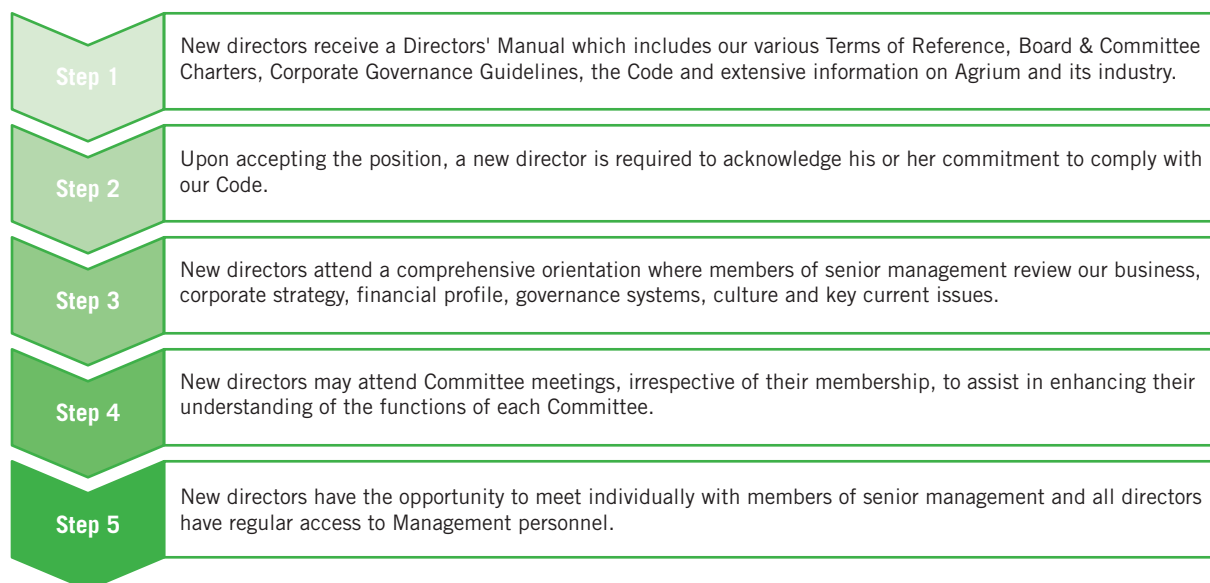 Step 1
New directors receive a Directors' Manual which includes our various Terms of Reference, Board & Committee
Charters, Corporate Governance Guidelines, the Code and extensive information on Agrium and its industry.
Step 2
Upon accepting the position, a new director is required to acknowledge his or her commitment to comply with
our Code.
Step 3
New directors attend a comprehensive orientation where members of senior management review our business,
corporate strategy, financial profile, governance systems, culture and key current issues.
Step 4
New directors may attend Committee meetings, irrespective of their membership, to assist in enhancing their
understanding of the functions of each Committee.
Step 5
New directors have the opportunity to meet individually with members of senior management and all directors
have regular access to Management personnel.